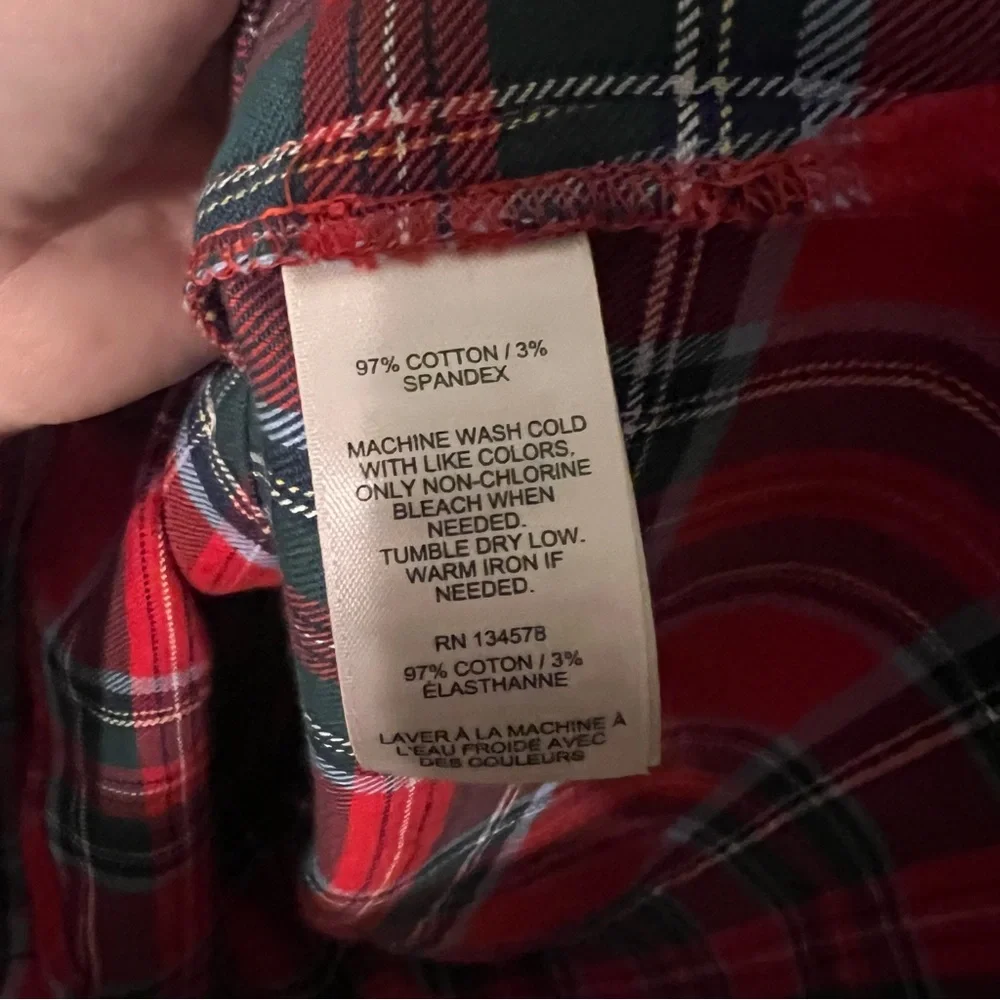 97% COTTON / 3%
SPANDEX
MACHINE WASH COLD
WITH LIKE COLORS,
ONLY NON-CHLORINE
BLEACH WHEN
NEEDED.
TUMBLE DRY LOW.
WARM IRON IF
NEEDED.
RN 134578
97% COTON / 3%
ÉLASTHANNE
LAVER À LA MACHINE À
L'EAU FROIDE AVEC
DES COULEURS